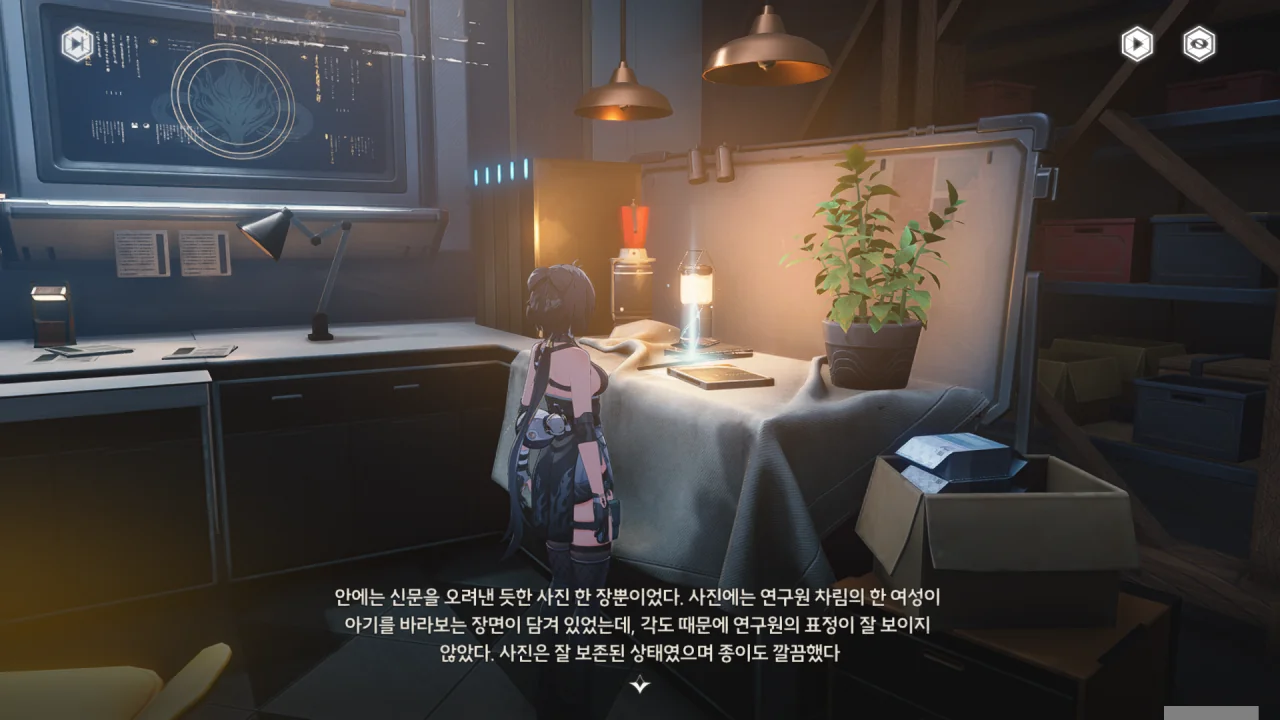 안에는 신문을 오려낸 듯한 사진 한 장뿐이었다. 사진에는 연구원 차림의 한 여성이
아기를 바라보는 장면이 담겨 있었는데, 각도 때문에 연구원의 표정이 잘 보이지
않았다. 사진은 잘 보존된 상태였으며 종이도 깔끔했다